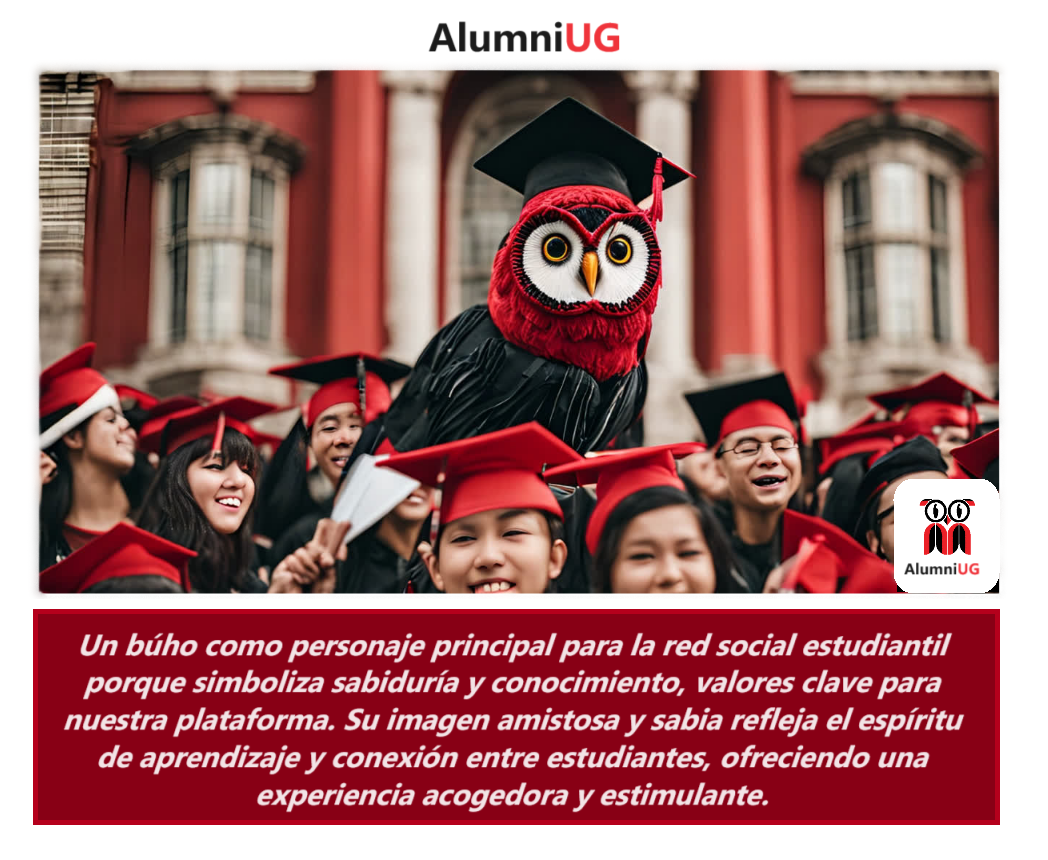 AlumniUG
AlumniUG
Un búho como personaje principal para la red social estudiantil
porque simboliza sabiduría y conocimiento, valores clave para
nuestra plataforma. Su imagen amistosa y sabia refleja el espíritu
de aprendizaje y conexión entre estudiantes, ofreciendo una
experiencia acogedora y estimulante.